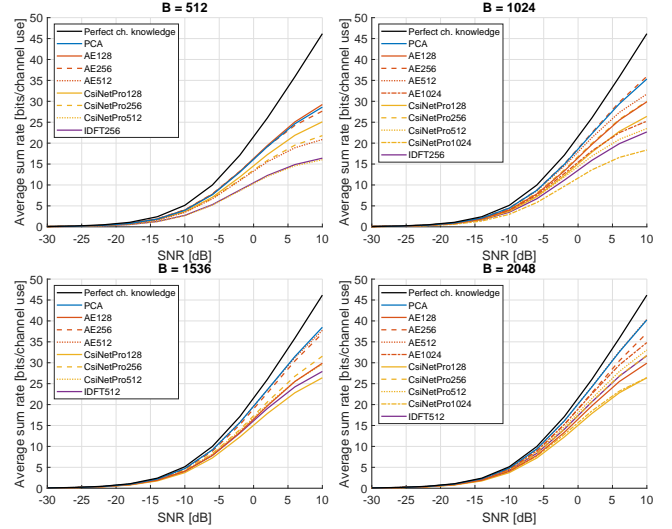 B = 512
50
45
40
35
30
25
20
15
10
5
0
Average sum rate [bits/channel use]
Perfect ch. knowledge
PCA
AE128
AE256
AE512
CsiNetPro128
CsiNetPro256
CsiNetPro512
IDFT256
-30 -25 -20 -15 -10 -5 0 5 10
SNR [dB]
B = 1024
50
45
40
35
30
25
20
15
10
5
0
Average sum rate [bits/channel use]
Perfect ch. knowledge
PCA
AE128
AE256
AE512
AE1024
CsiNetPro128
CsiNetPro256
CsiNetPro512
CsiNetPro1024
IDFT256
-30 -25 -20 -15 -10 -5 0 5 10
SNR [dB]
B = 1536
50
45
40
35
30
25
20
15
10
5
0
Average sum rate [bits/channel use]
Perfect ch. knowledge
PCA
AE128
AE256
AE512
CsiNetPro128
CsiNetPro256
CsiNetPro512
IDFT512
-30 -25 -20 -15 -10 -5 0 5 10
SNR [dB]
B = 2048
50
45
40
35
30
25
20
15
10
5
0
Average sum rate [bits/channel use]
Perfect ch. knowledge
PCA
AE128
AE256
AE512
AE1024
CsiNetPro128
CsiNetPro256
CsiNetPro512
CsiNetPro1024
IDFT512
-30 -25 -20 -15 -10 -5 0 5 10
SNR [dB]